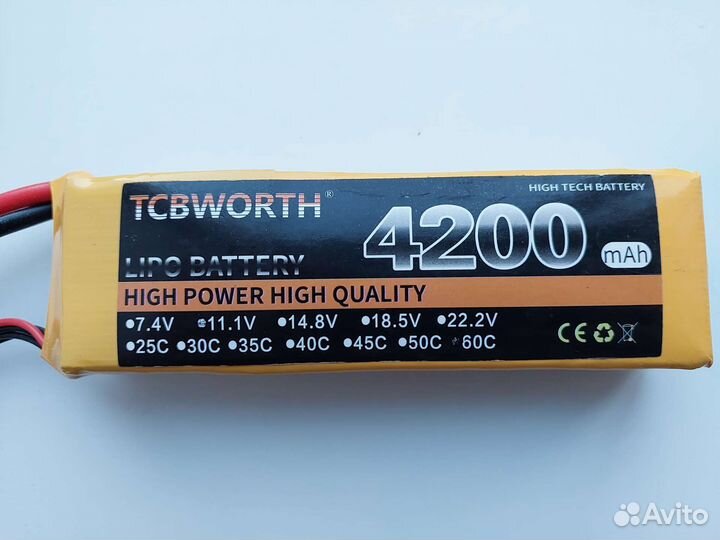 TCBWORTH®
HIGH TECH BATTERY
4200 mAh
LIPO BATTERY
HIGH POWER HIGH QUALITY
•7.4V •11.1V •14.8V •18.5V •22.2V
•25C •30C •35C •40C •45C •50C •60C
CE
Avito